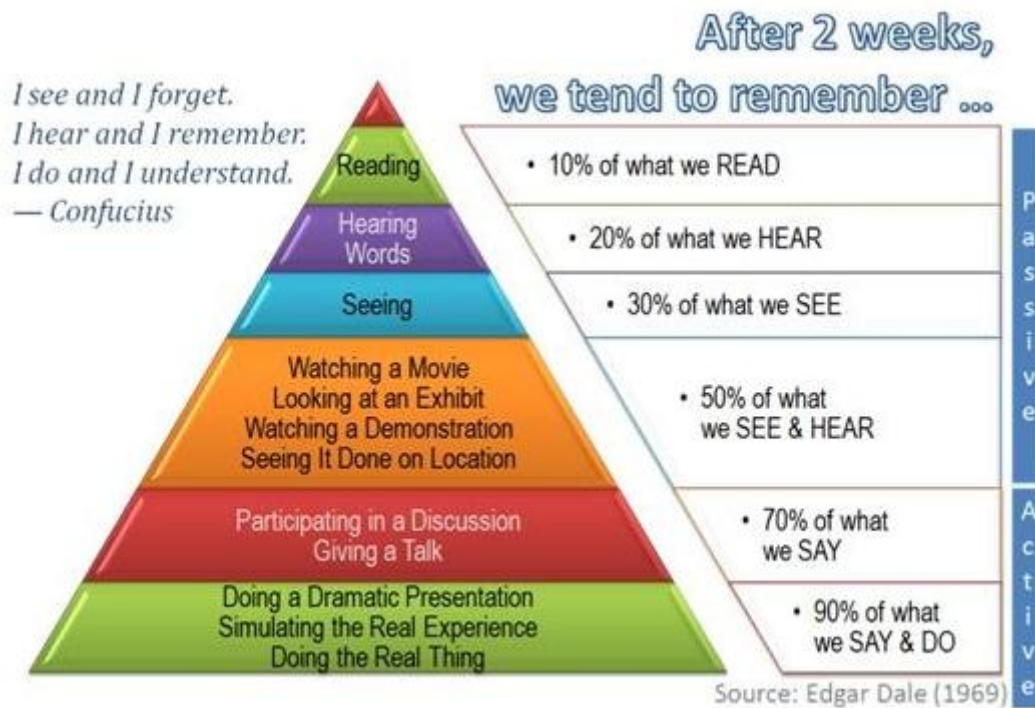 After 2 weeks,
we tend to remember ...
I see and I forget.
I hear and I remember.
I do and I understand.
— Confucius
Reading
• 10% of what we READ
Hearing
Words
• 20% of what we HEAR
Seeing
• 30% of what we SEE
Watching a Movie
Looking at an Exhibit
Watching a Demonstration
Seeing It Done on Location
• 50% of what
we SEE & HEAR
Participating in a Discussion
Giving a Talk
• 70% of what
we SAY
Doing a Dramatic Presentation
Simulating the Real Experience
Doing the Real Thing
• 90% of what
we SAY & DO
Passive
Active
Source: Edgar Dale (1969)